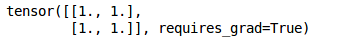 tensor([[1., 1.],
        [1., 1.]], requires_grad=True)